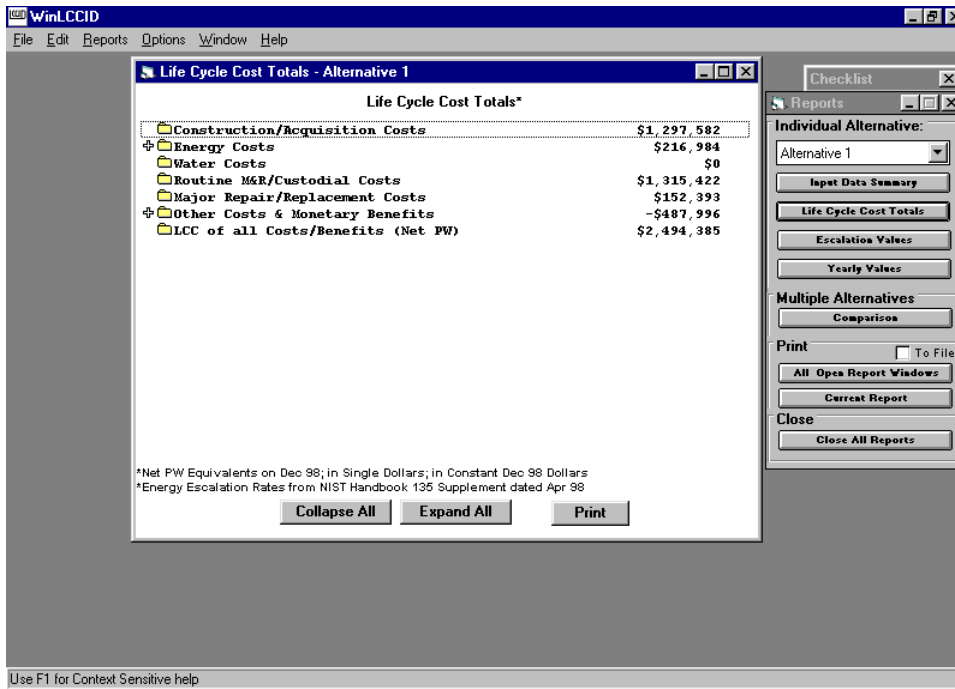 WinLCCID
File Edit Reports Options Window Help
Life Cycle Cost Totals - Alternative 1
Life Cycle Cost Totals*
Construction/Acquisition Costs $1,297,582
Energy Costs $216,984
Water Costs $0
Routine M&R/Custodial Costs $1,315,422
Major Repair/Replacement Costs $152,393
Other Costs & Monetary Benefits -$487,996
LCC of all Costs/Benefits (Net PW) $2,494,385
*Net PW Equivalents on Dec 98; in Single Dollars; in Constant Dec 98 Dollars
*Energy Escalation Rates from NIST Handbook 135 Supplement dated Apr 98
Collapse All Expand All Print
Checklist
Reports
Individual Alternative:
Alternative 1
Input Data Summary
Life Cycle Cost Totals
Escalation Values
Yearly Values
Multiple Alternatives
Comparison
Print To File
All Open Report Windows
Current Report
Close
Close All Reports
Use F1 for Context Sensitive help